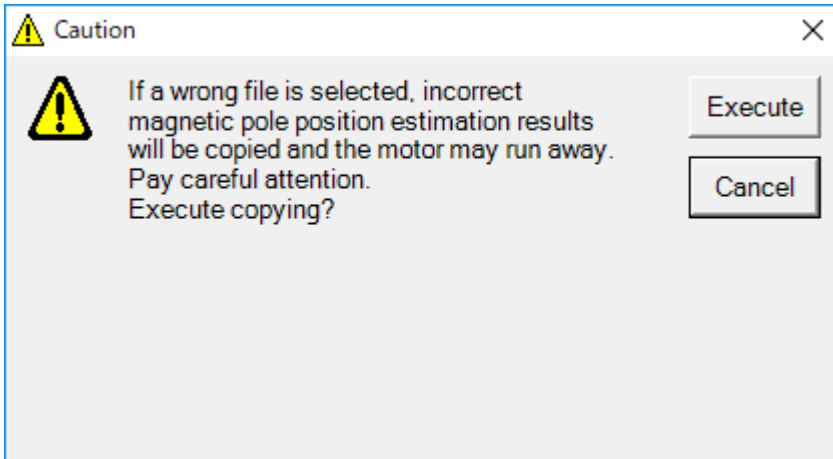 Caution
If a wrong file is selected, incorrect
magnetic pole position estimation results
will be copied and the motor may run away.
Pay careful attention.
Execute copying?
Execute
Cancel